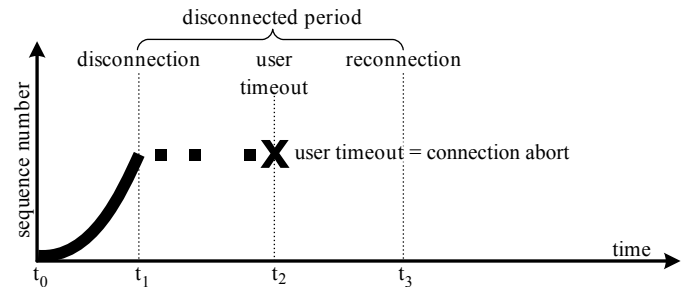 disconnected period
disconnection
user
timeout
reconnection
sequence number
X
user timeout = connection abort
time
t0
t1
t2
t3